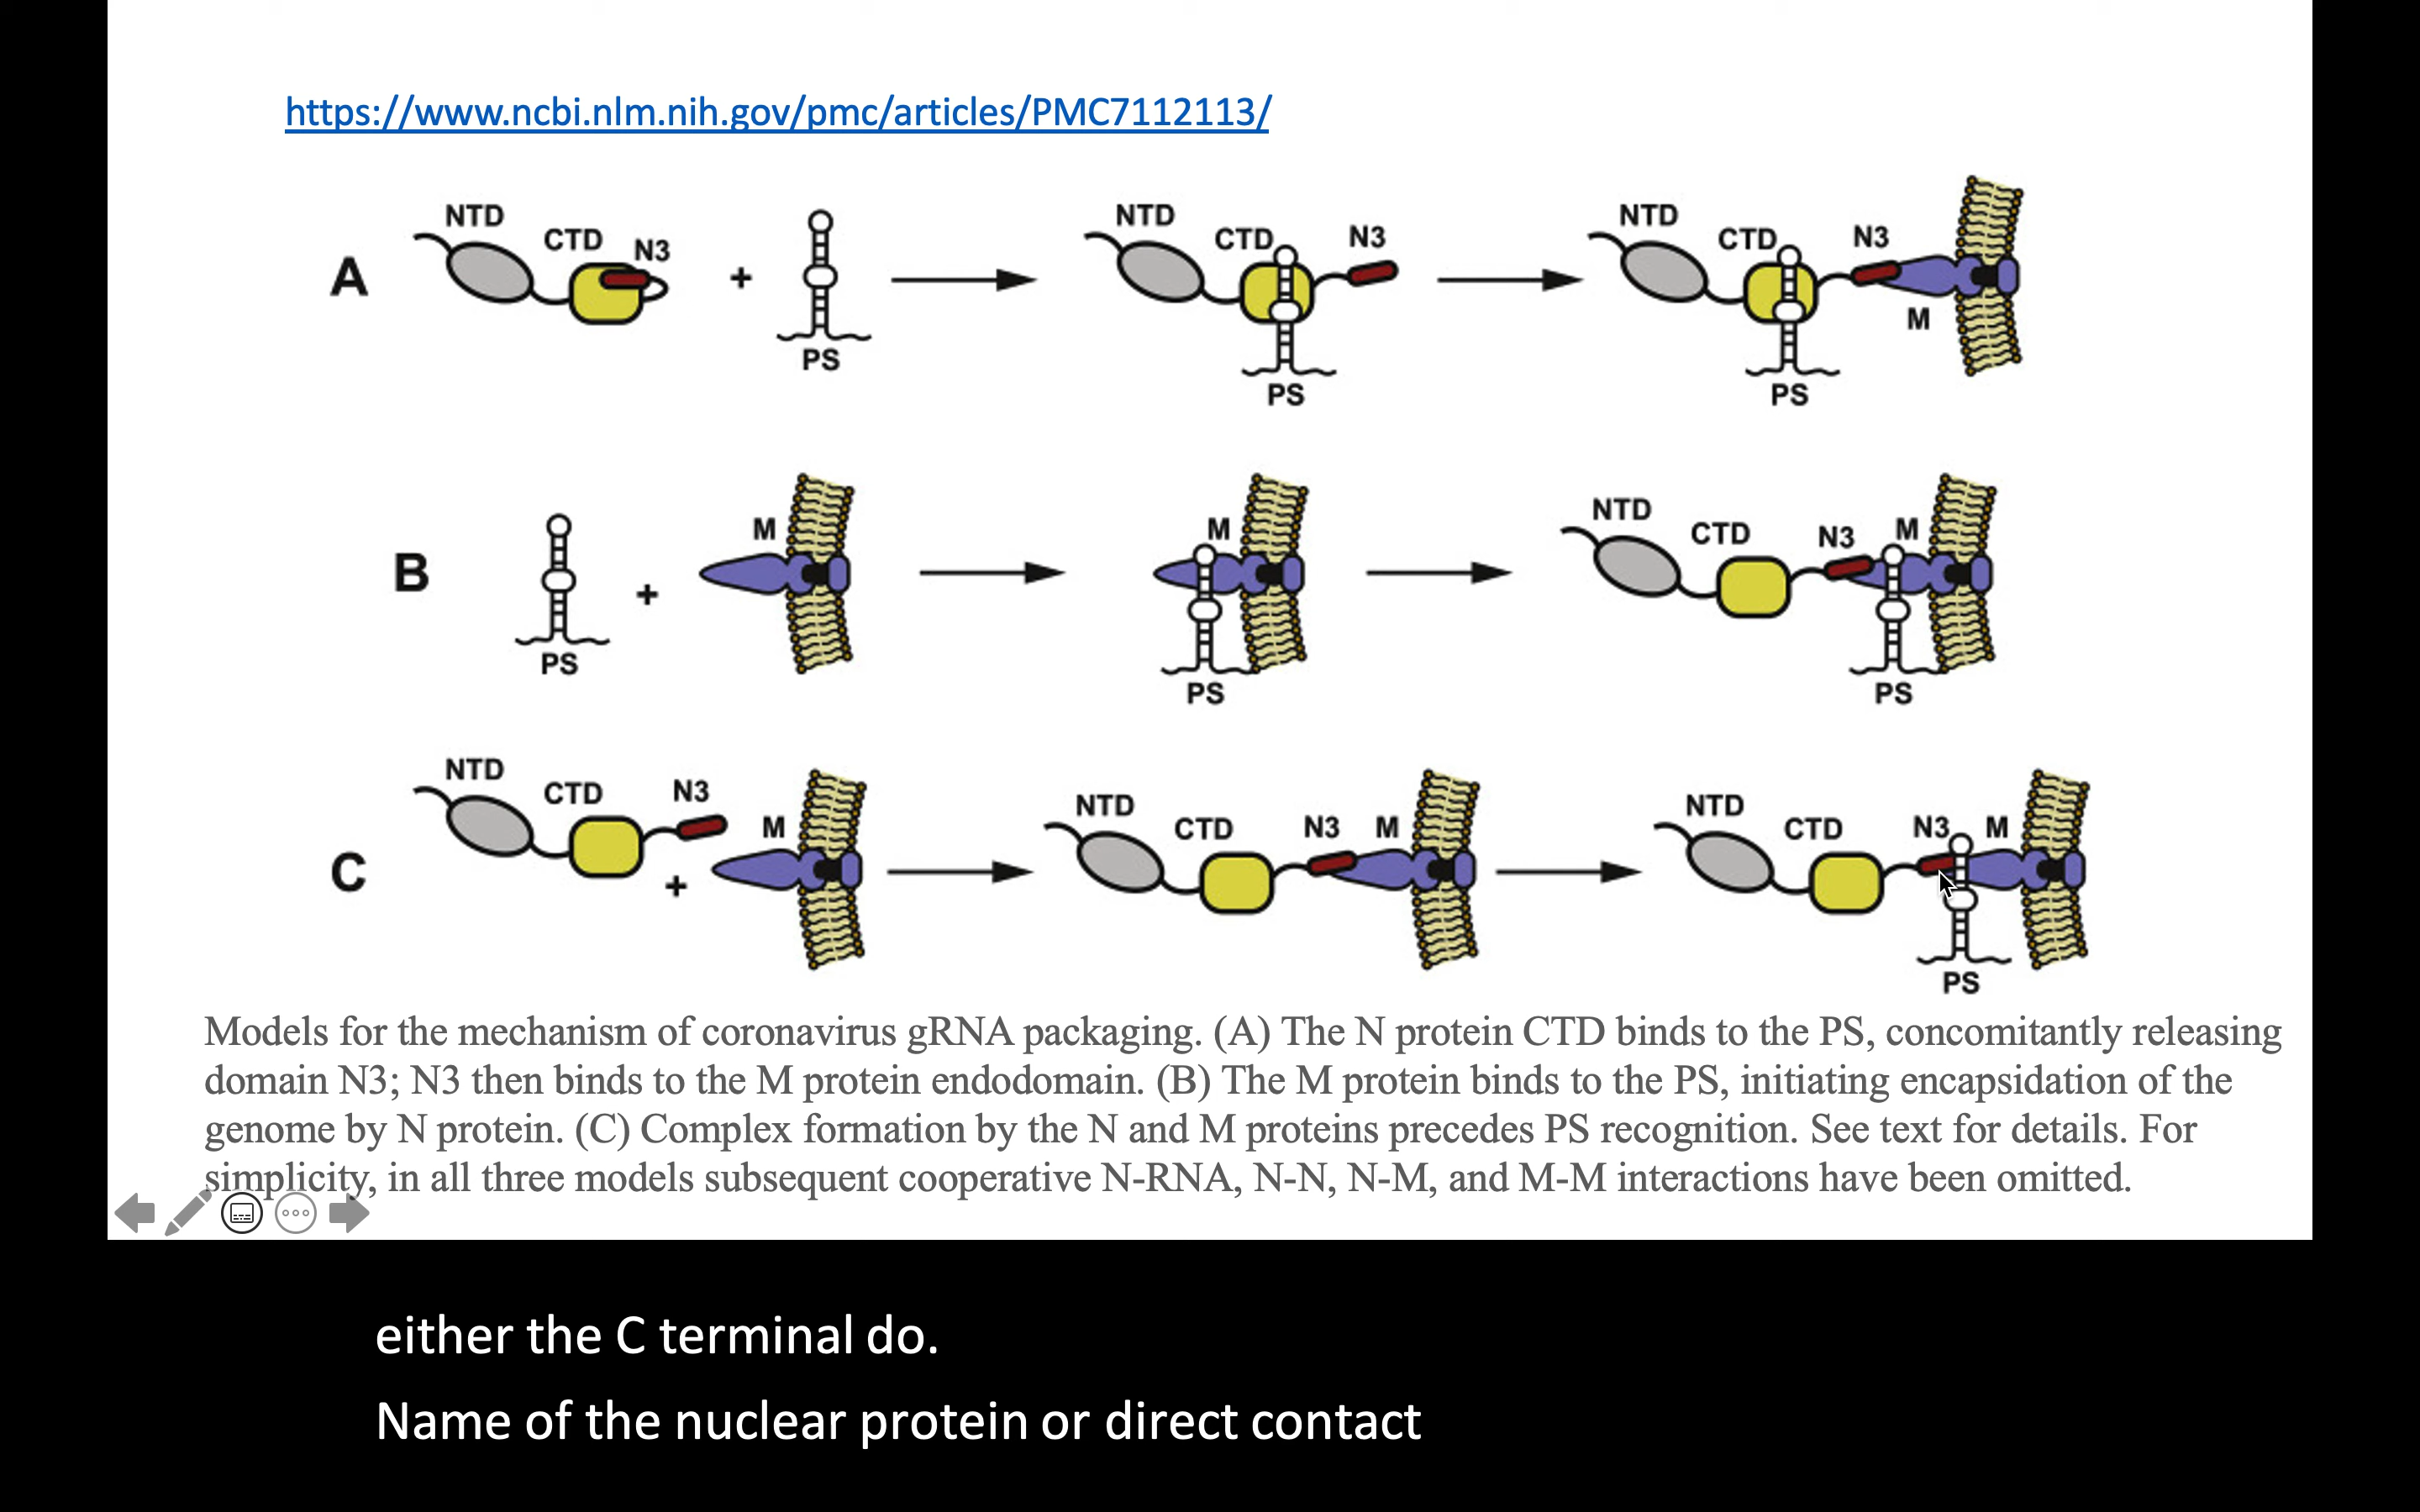 https://www.ncbi.nlm.nih.gov/pmc/articles/PMC7112113/
A
NTD CTD N3 + PS
NTD CTD N3 PS
NTD CTD N3 M PS
B
PS + M
M PS
NTD CTD N3 M PS
C
NTD CTD N3 + M
NTD CTD N3 M
NTD CTD N3 M PS
Models for the mechanism of coronavirus gRNA packaging. (A) The N protein CTD binds to the PS, concomitantly releasing
domain N3; N3 then binds to the M protein endodomain. (B) The M protein binds to the PS, initiating encapsidation of the
genome by N protein. (C) Complex formation by the N and M proteins precedes PS recognition. See text for details. For
simplicity, in all three models subsequent cooperative N-RNA, N-N, N-M, and M-M interactions have been omitted.
either the C terminal do.
Name of the nuclear protein or direct contact